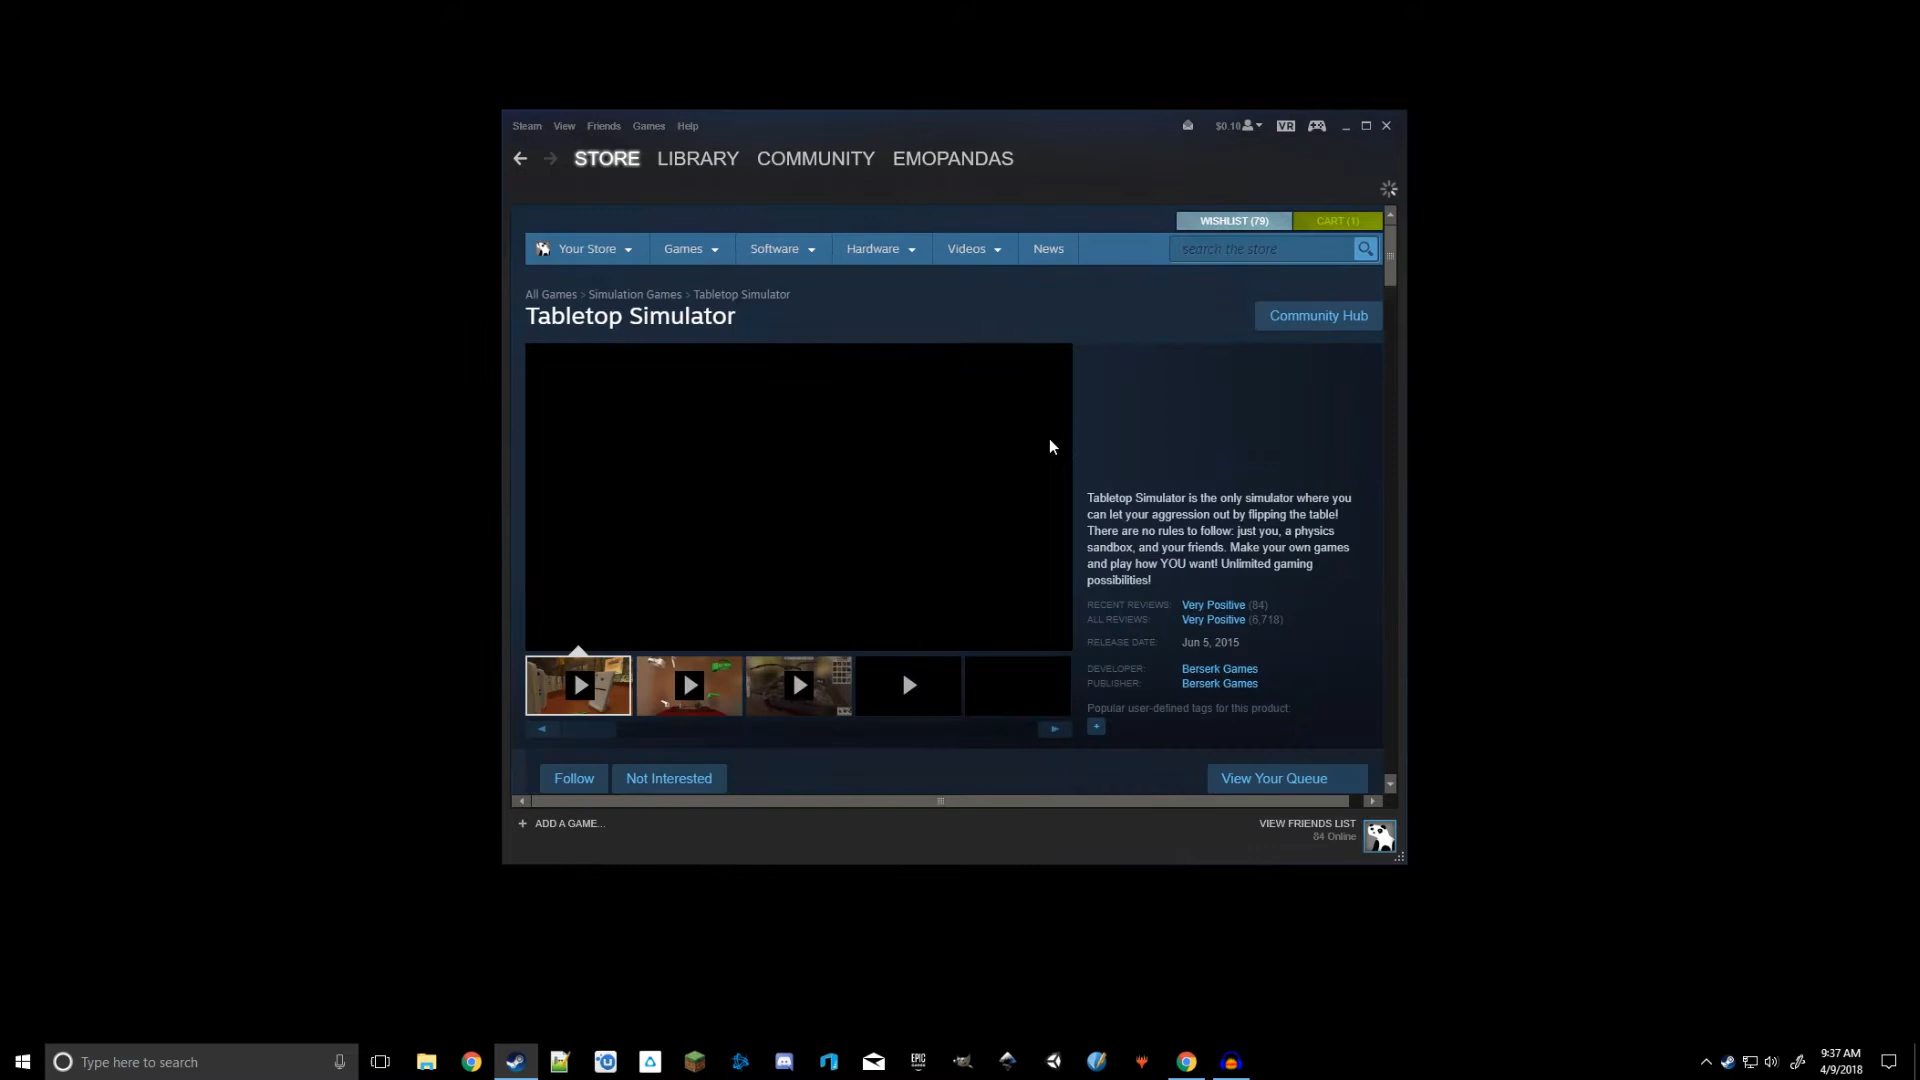 Steam View Friends Games Help $0.10 VR
STORE LIBRARY COMMUNITY EMOPANDAS
WISHLIST (79) CART (1)
Your Store Games Software Hardware Videos News search the store
All Games > Simulation Games > Tabletop Simulator
Tabletop Simulator
Community Hub
Tabletop Simulator is the only simulator where you
can let your aggression out by flipping the table!
There are no rules to follow: just you, a physics
sandbox, and your friends. Make your own games
and play how YOU want! Unlimited gaming
possibilities!
RECENT REVIEWS: Very Positive (84)
ALL REVIEWS: Very Positive (6,718)
RELEASE DATE: Jun 5, 2015
DEVELOPER: Berserk Games
PUBLISHER: Berserk Games
Popular user-defined tags for this product:
+
Follow Not Interested View Your Queue
+ ADD A GAME... VIEW FRIENDS LIST
84 Online
Type here to search
EPIC GAMES
9:37 AM
4/9/2018